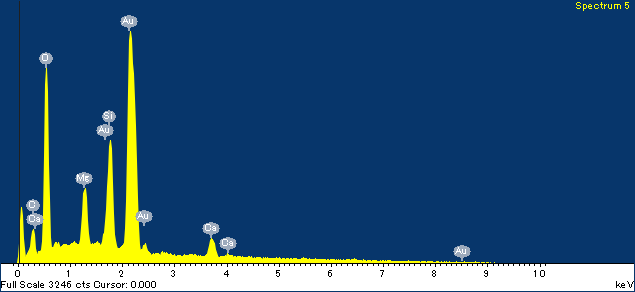 Spectrum 5
Au
O
Si
Au
Mg
C
Ca
Au
Ca
Ca
Au
0 1 2 3 4 5 6 7 8 9 10
Full Scale 3246 cts Cursor: 0.000 keV